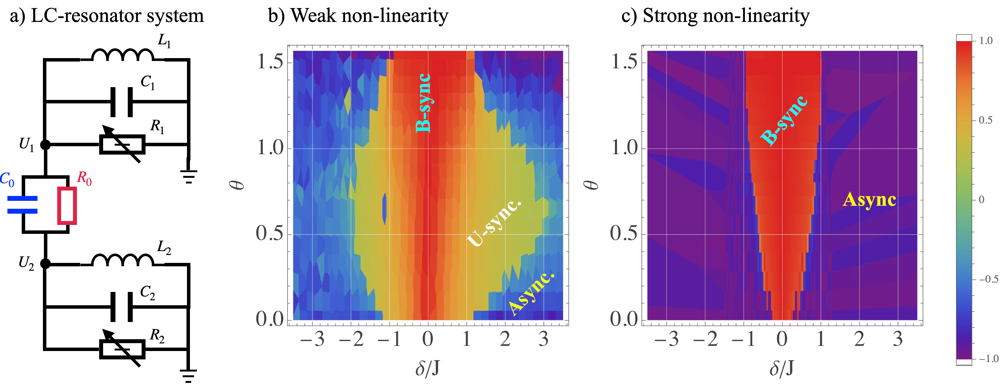 a) LC-resonator system
L₁
C₁
R₁
U₁
C₀
R₀
U₂
L₂
C₂
R₂
b) Weak non-linearity
1.5
1.0
0.5
0.0
θ
B-sync
U-sync.
Async.
−3 −2 −1 0 1 2 3
δ/J
c) Strong non-linearity
1.5
1.0
0.5
0.0
θ
B-sync
Async
−3 −2 −1 0 1 2 3
δ/J
1.0
0.5
0
−0.5
−1.0